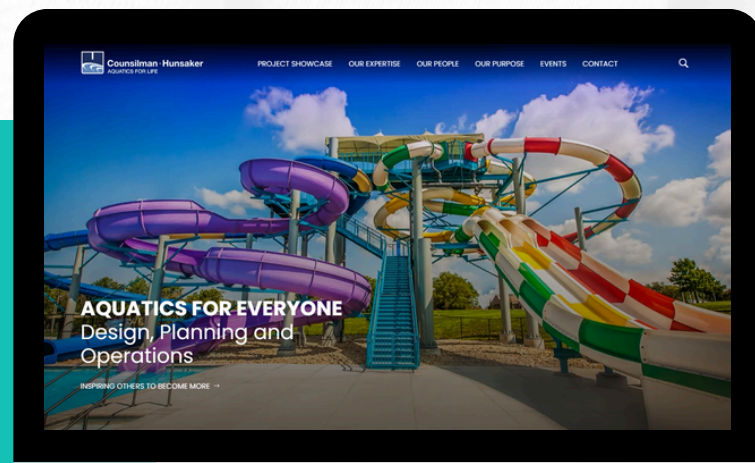 Counsilman · Hunsaker
AQUATICS FOR LIFE
PROJECT SHOWCASE OUR EXPERTISE OUR PEOPLE OUR PURPOSE EVENTS CONTACT
AQUATICS FOR EVERYONE
Design, Planning and
Operations
INSPIRING OTHERS TO BECOME MORE →